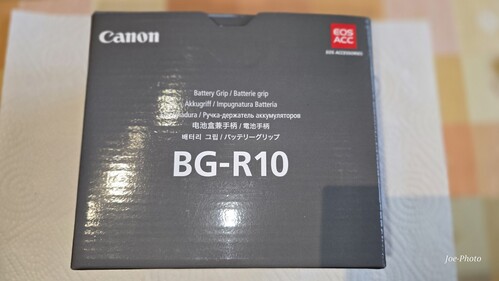 Canon
EOS
ACC
EOS ACCESSORIES
Battery Grip / Batterie grip
Akkugriff / Impugnatura Batteria
/ Ручка-держатель аккумуляторов
电池盒兼手柄 / 電池手柄
배터리 그립 / バッテリーグリップ
BG-R10
Joe-Photo